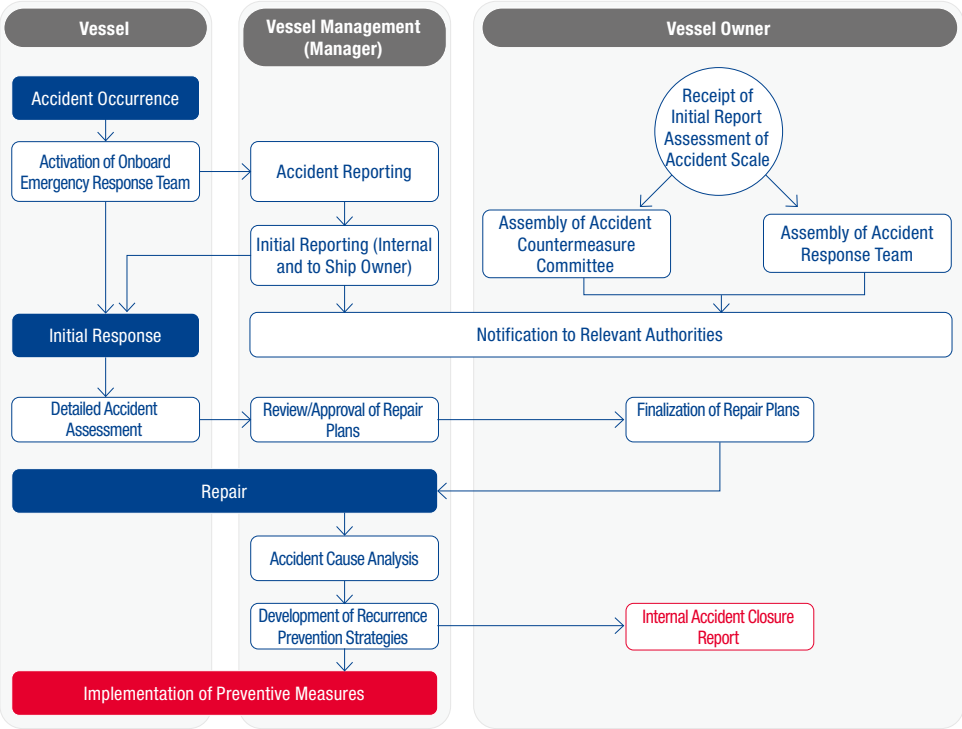 Vessel
Vessel Management
(Manager)
Vessel Owner
Accident Occurrence
Activation of Onboard
Emergency Response Team
Accident Reporting
Initial Reporting (Internal
and to Ship Owner)
Receipt of
Initial Report
Assessment of
Accident Scale
Assembly of Accident
Countermeasure
Committee
Assembly of Accident
Response Team
Initial Response
Notification to Relevant Authorities
Detailed Accident
Assessment
Review/Approval of Repair
Plans
Finalization of Repair Plans
Repair
Accident Cause Analysis
Development of Recurrence
Prevention Strategies
Internal Accident Closure
Report
Implementation of Preventive Measures